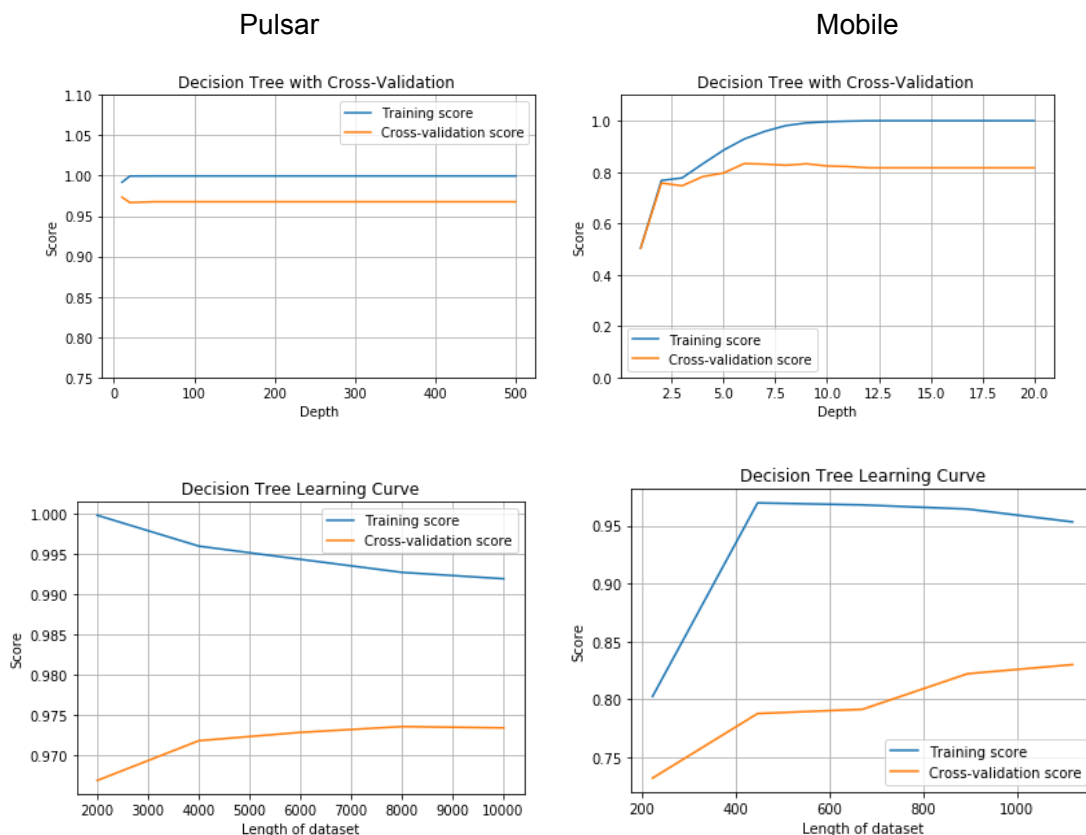 Pulsar
Mobile
Decision Tree with Cross-Validation
1.10
1.05
1.00
0.95
0.90
0.85
0.80
0.75
Score
Training score
Cross-validation score
0 100 200 300 400 500
Depth
Decision Tree with Cross-Validation
1.0
0.8
0.6
0.4
0.2
0.0
Score
Training score
Cross-validation score
2.5 5.0 7.5 10.0 12.5 15.0 17.5 20.0
Depth
Decision Tree Learning Curve
1.000
0.995
0.990
0.985
0.980
0.975
0.970
Score
Training score
Cross-validation score
2000 3000 4000 5000 6000 7000 8000 9000 10000
Length of dataset
Decision Tree Learning Curve
0.95
0.90
0.85
0.80
0.75
Score
Training score
Cross-validation score
200 400 600 800 1000
Length of dataset